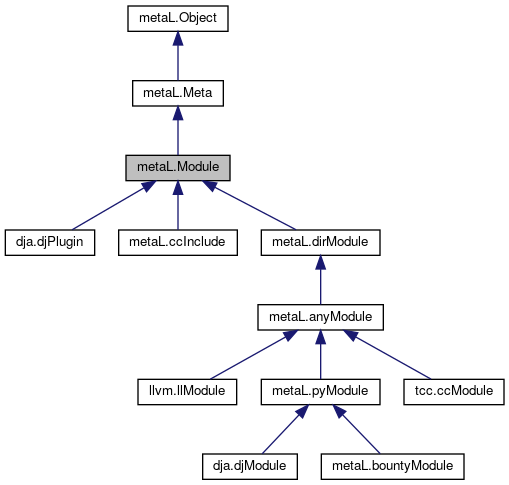 metaL.Object
metaL.Meta
metaL.Module
dja.djPlugin
metaL.ccInclude
metaL.dirModule
metaL.anyModule
llvm.llModule
metaL.pyModule
tcc.ccModule
dja.djModule
metaL.bountyModule